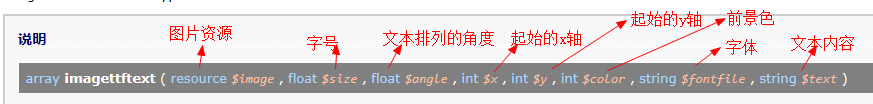 起始的y轴 前景色
图片资源 字号 文本排列的角度 起始的x轴 字体 文本内容
说明
array imagettftext ( resource $image , float $size , float $angle , int $x , int $y , int $color , string $fontfile , string $text )